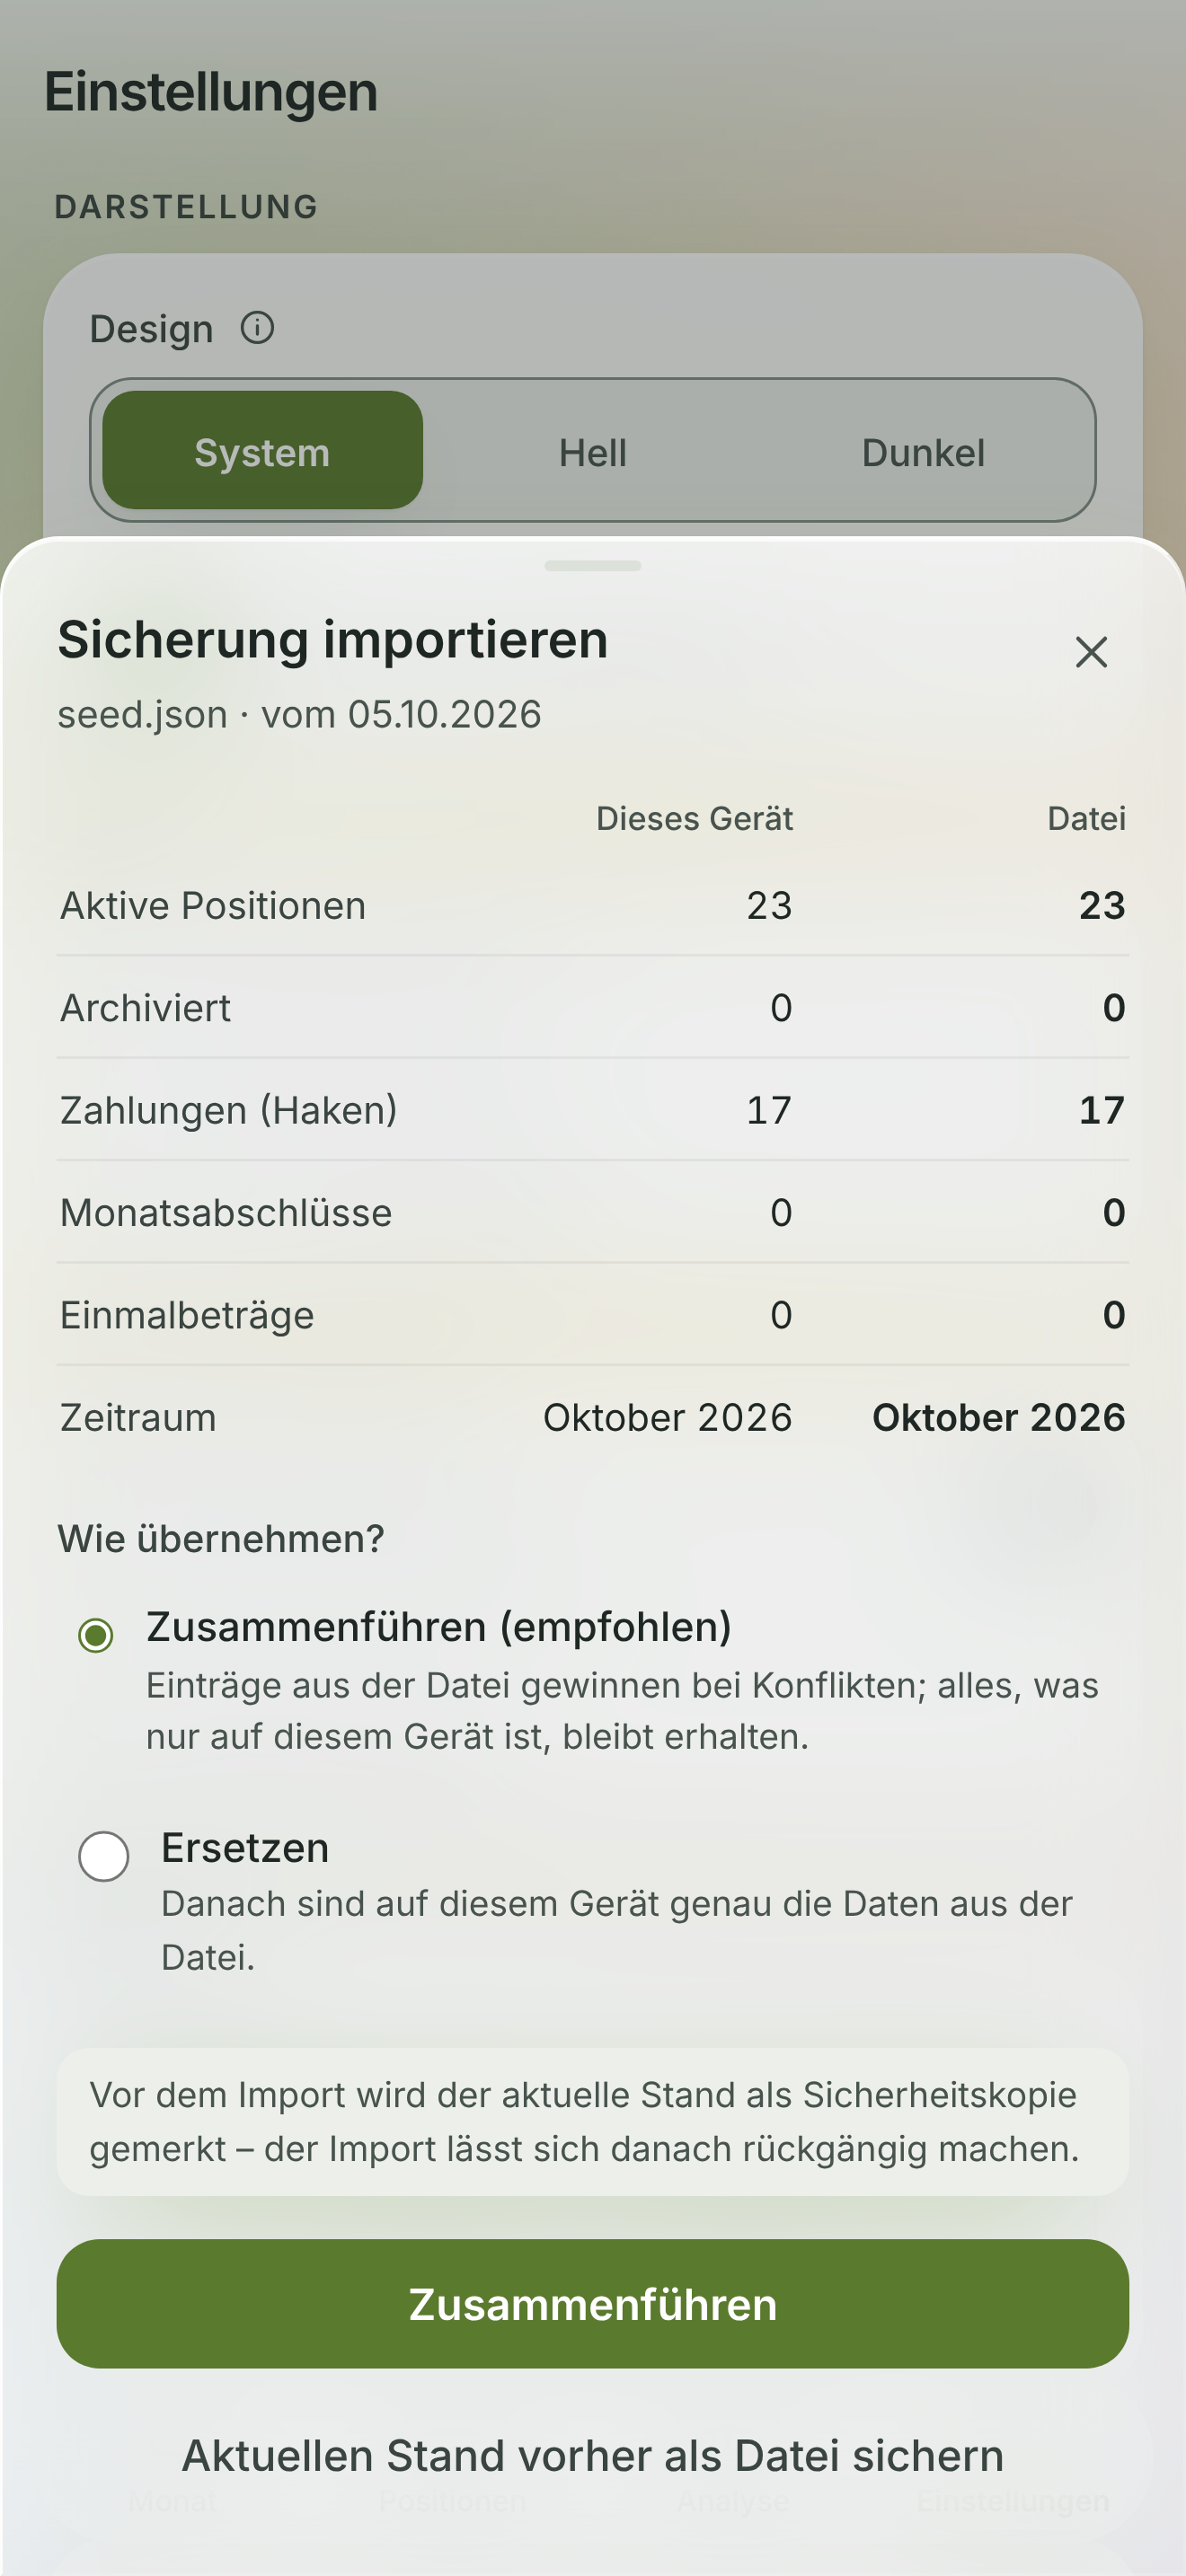 Einstellungen
DARSTELLUNG
Design
System Hell Dunkel
Sicherung importieren
seed.json · vom 05.10.2026
Dieses Gerät Datei
Aktive Positionen 23 23
Archiviert 0 0
Zahlungen (Haken) 17 17
Monatsabschlüsse 0 0
Einmalbeträge 0 0
Zeitraum Oktober 2026 Oktober 2026
Wie übernehmen?
Zusammenführen (empfohlen)
Einträge aus der Datei gewinnen bei Konflikten; alles, was
nur auf diesem Gerät ist, bleibt erhalten.
Ersetzen
Danach sind auf diesem Gerät genau die Daten aus der
Datei.
Vor dem Import wird der aktuelle Stand als Sicherheitskopie
gemerkt – der Import lässt sich danach rückgängig machen.
Zusammenführen
Aktuellen Stand vorher als Datei sichern
Monat Positionen Analyse Einstellungen